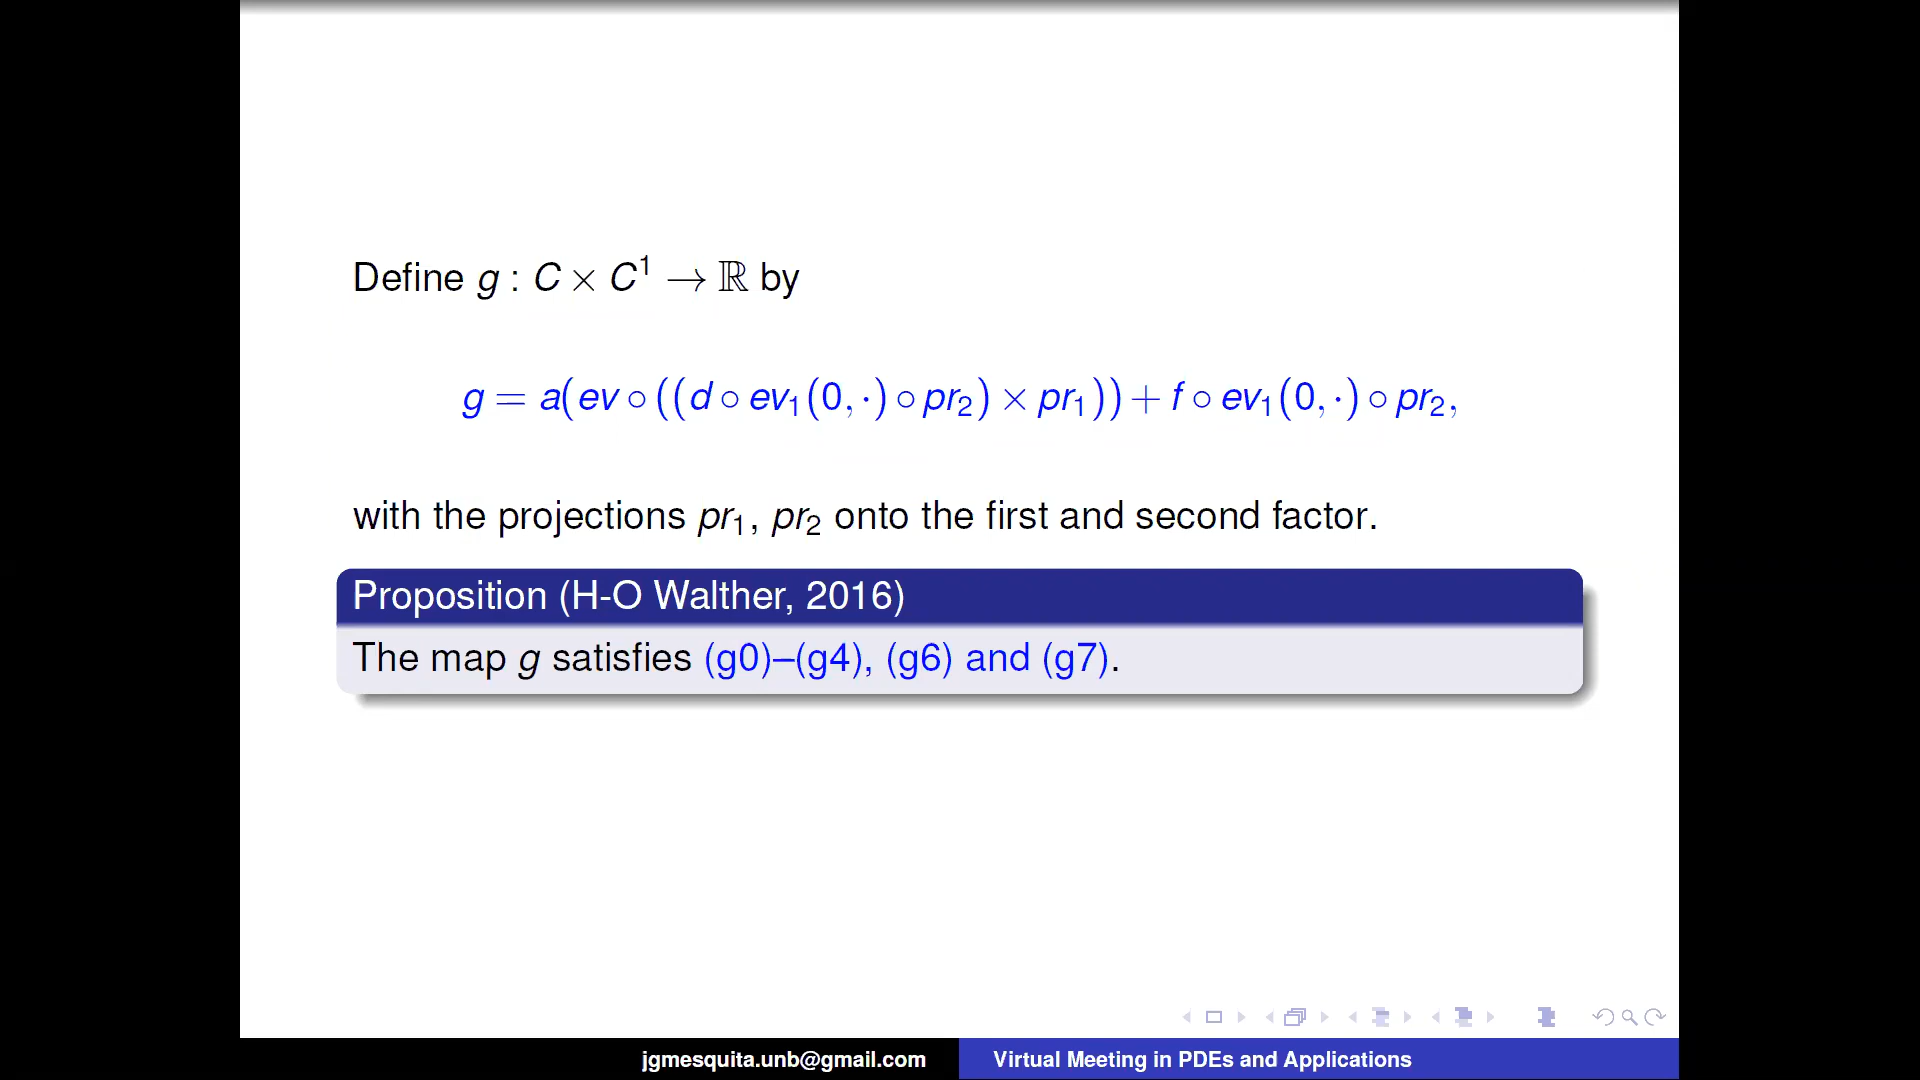 Define g : C × C¹ → ℝ by
g = a(ev ∘ ((d ∘ ev₁(0, ·) ∘ pr₂) × pr₁)) + f ∘ ev₁(0, ·) ∘ pr₂,
with the projections pr₁, pr₂ onto the first and second factor.
Proposition (H-O Walther, 2016)
The map g satisfies (g0)–(g4), (g6) and (g7).
jgmesquita.unb@gmail.com
Virtual Meeting in PDEs and Applications